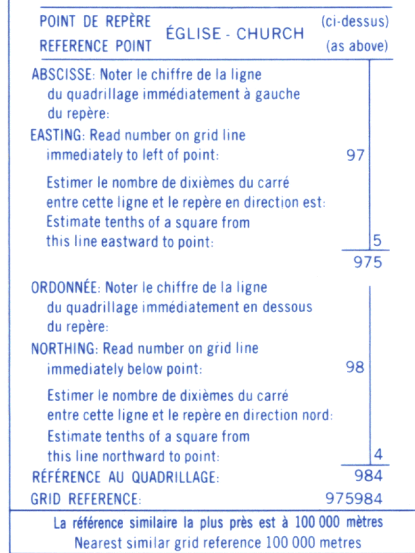 POINT DE REPÈRE ÉGLISE - CHURCH (ci-dessus)
REFERENCE POINT (as above)
ABSCISSE: Noter le chiffre de la ligne
du quadrillage immédiatement à gauche
du repère:
EASTING: Read number on grid line
immediately to left of point: 97
Estimer le nombre de dixièmes du carré
entre cette ligne et le repère en direction est:
Estimate tenths of a square from
this line eastward to point: 5
975
ORDONNÉE: Noter le chiffre de la ligne
du quadrillage immédiatement en dessous
du repère:
NORTHING: Read number on grid line
immediately below point: 98
Estimer le nombre de dixièmes du carré
entre cette ligne et le repère en direction nord:
Estimate tenths of a square from
this line northward to point: 4
RÉFÉRENCE AU QUADRILLAGE: 984
GRID REFERENCE: 975984
La référence similaire la plus près est à 100 000 mètres
Nearest similar grid reference 100 000 metres